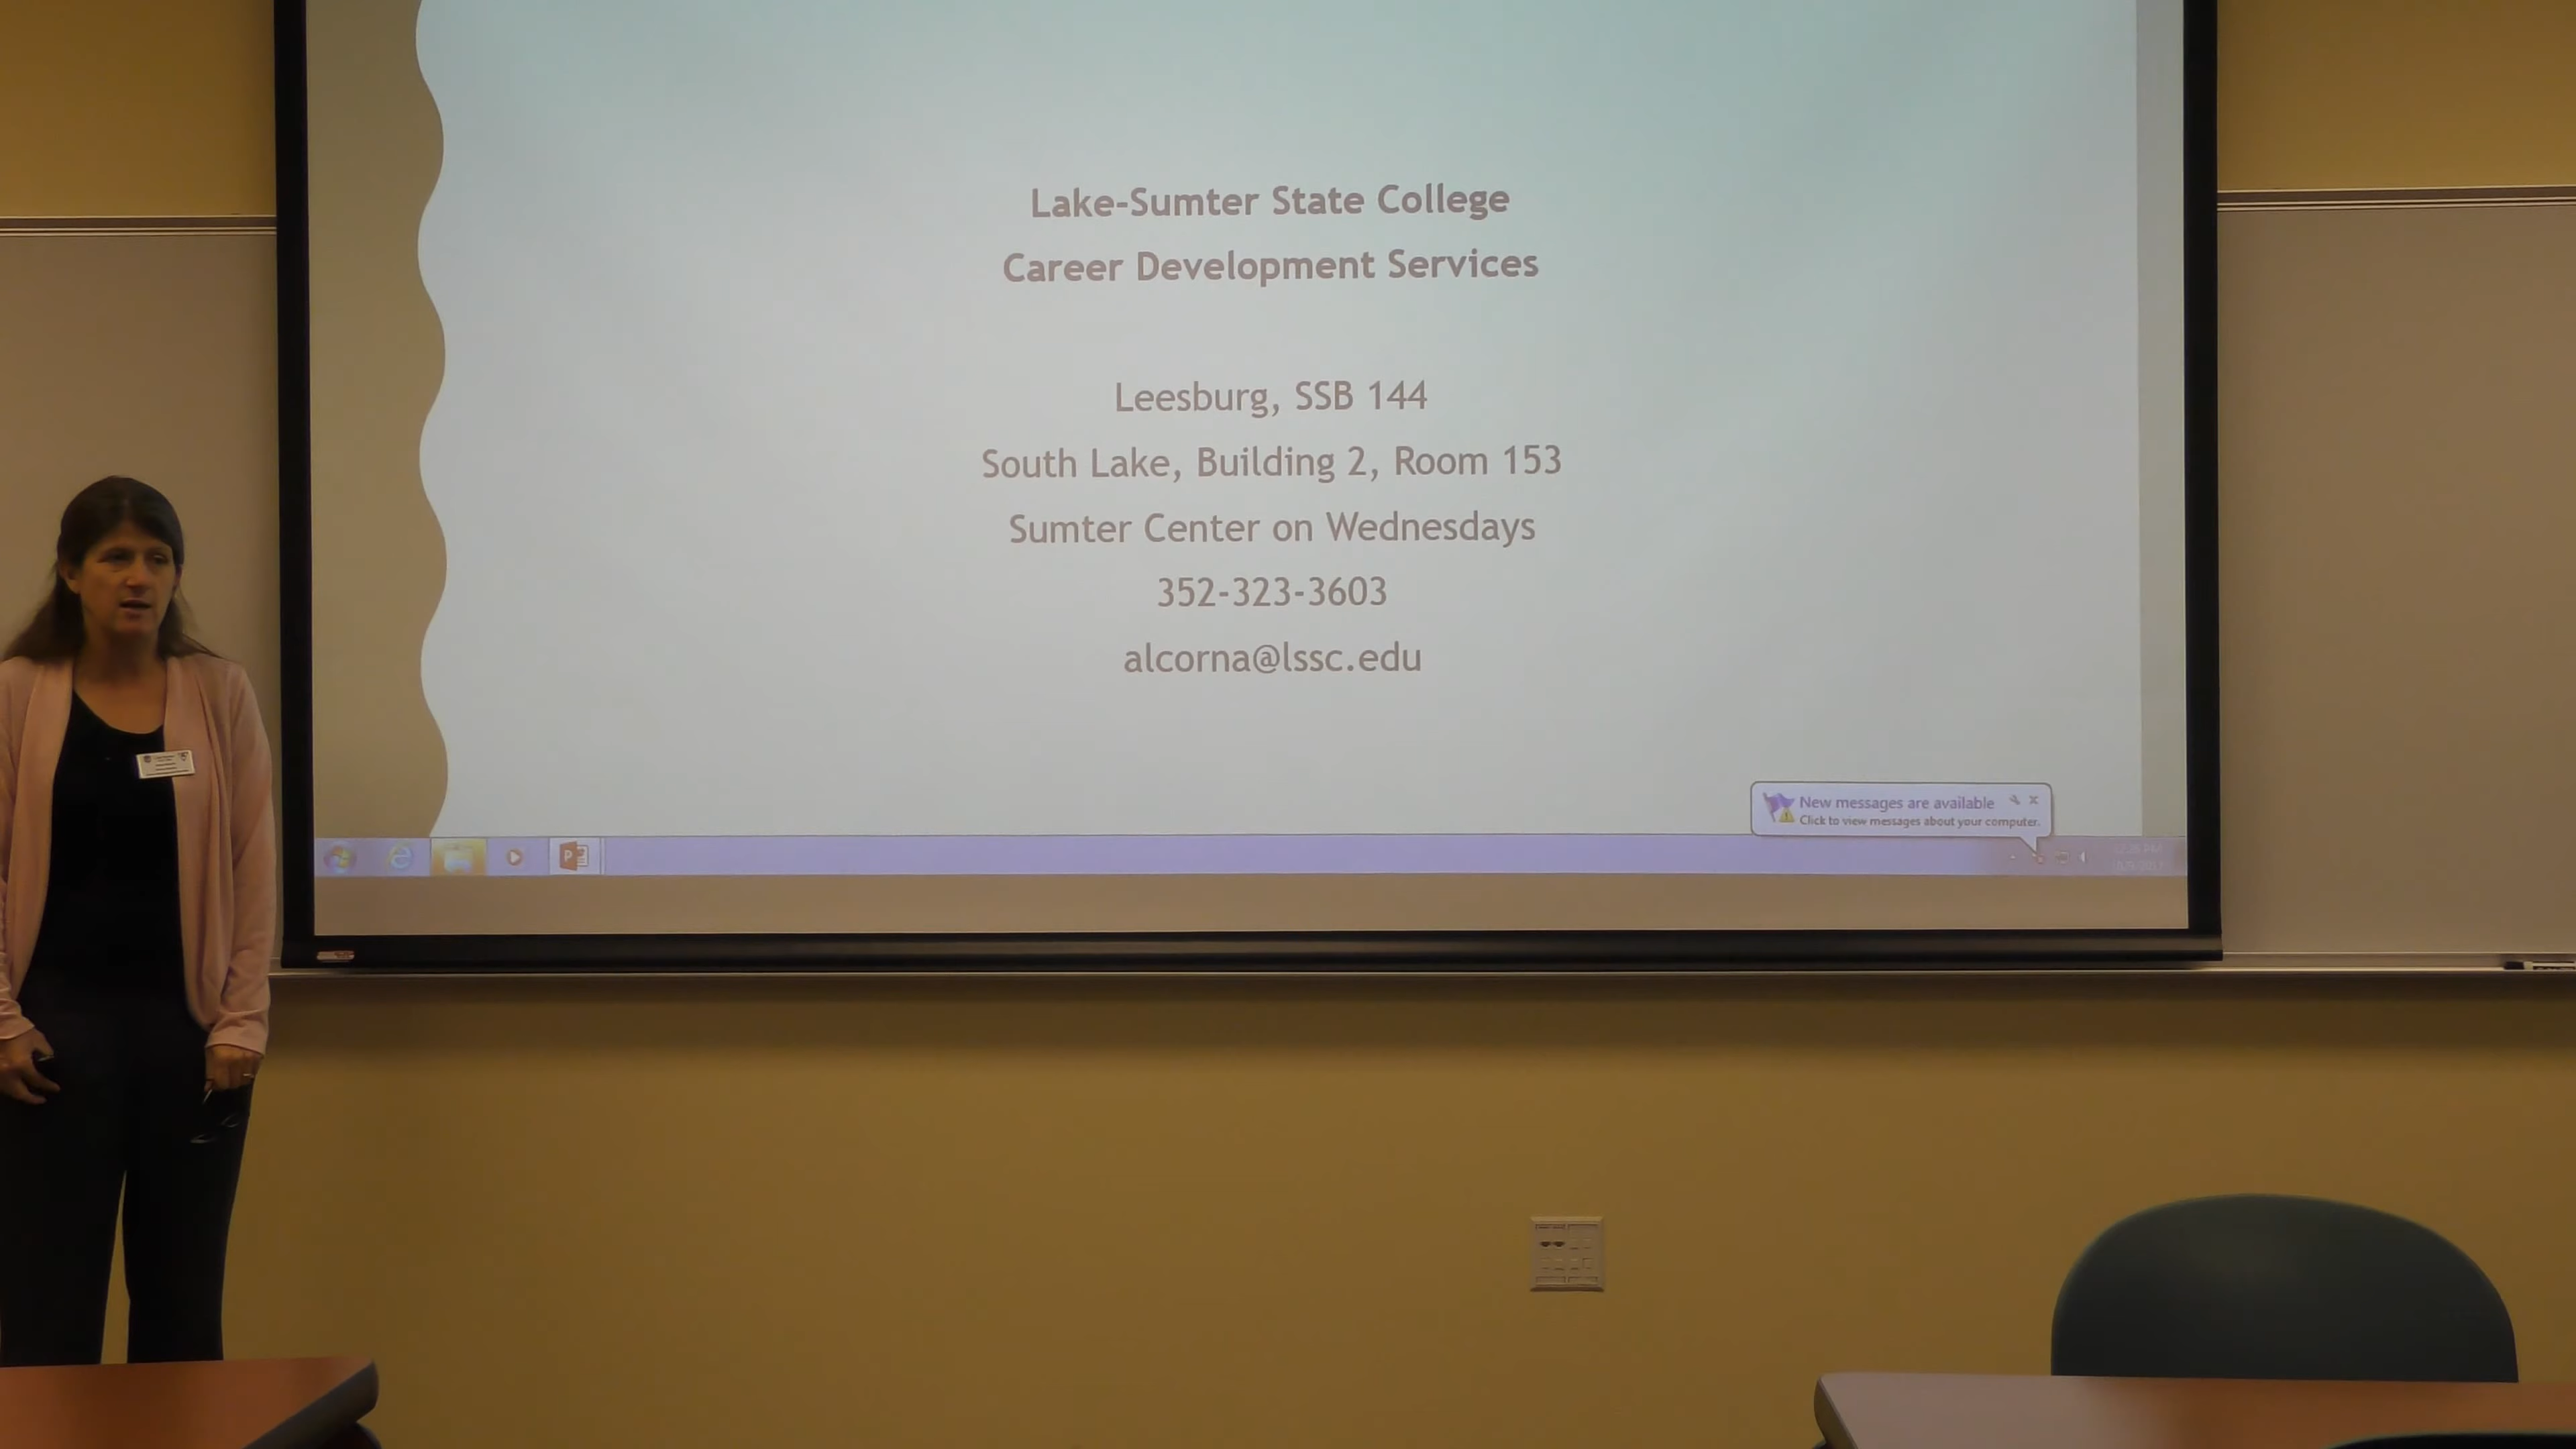 Lake-Sumter State College
Career Development Services
Leesburg, SSB 144
South Lake, Building 2, Room 153
Sumter Center on Wednesdays
352-323-3603
alcorna@lssc.edu
New messages are available
Click to view messages about your computer.